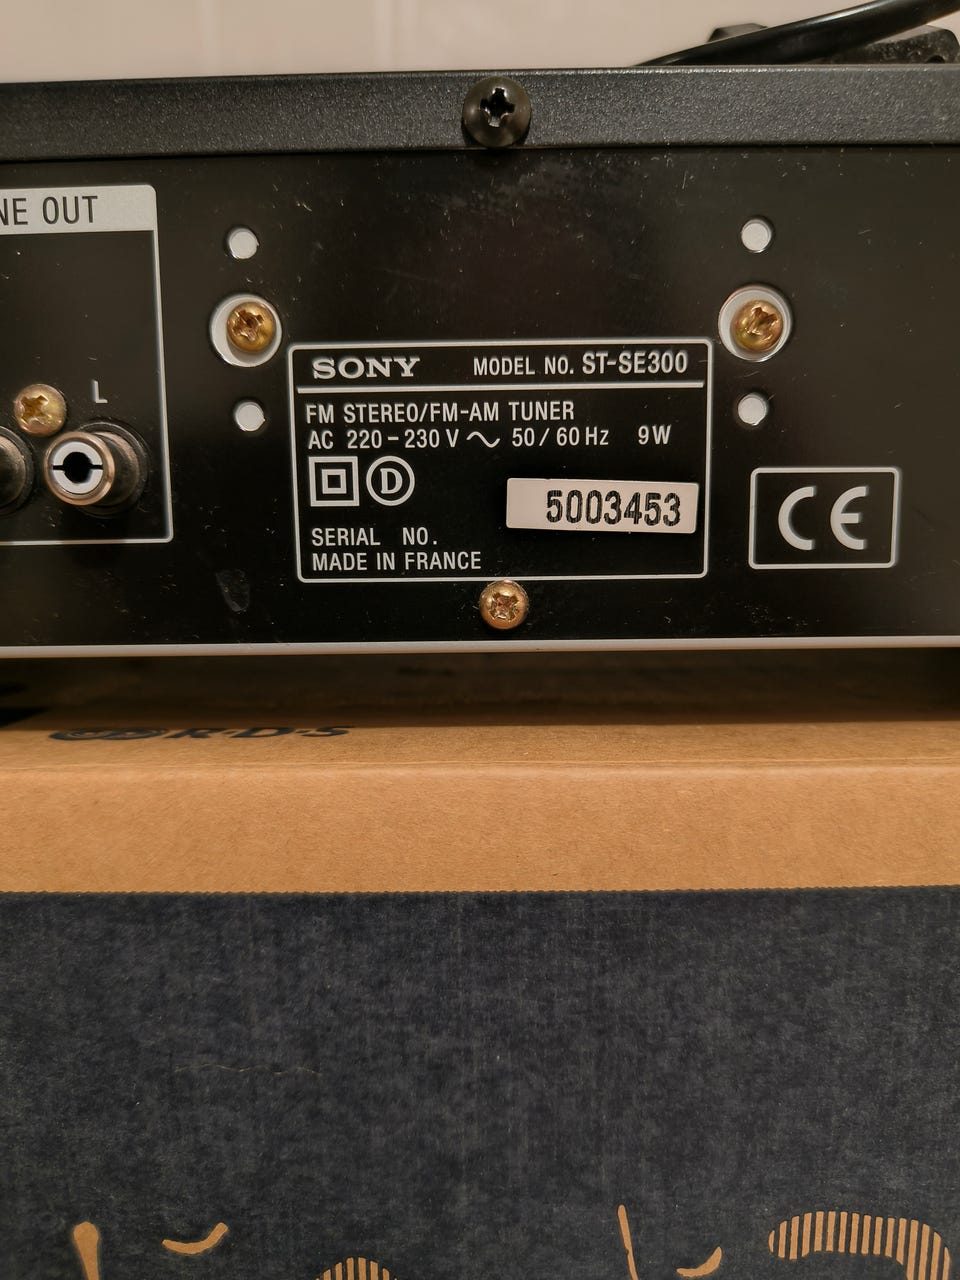 NE OUT
L
SONY MODEL NO. ST-SE300
FM STEREO/FM-AM TUNER
AC 220-230 V ～ 50/60 Hz 9W
D
5003453
SERIAL NO.
MADE IN FRANCE
CE
R·D·S